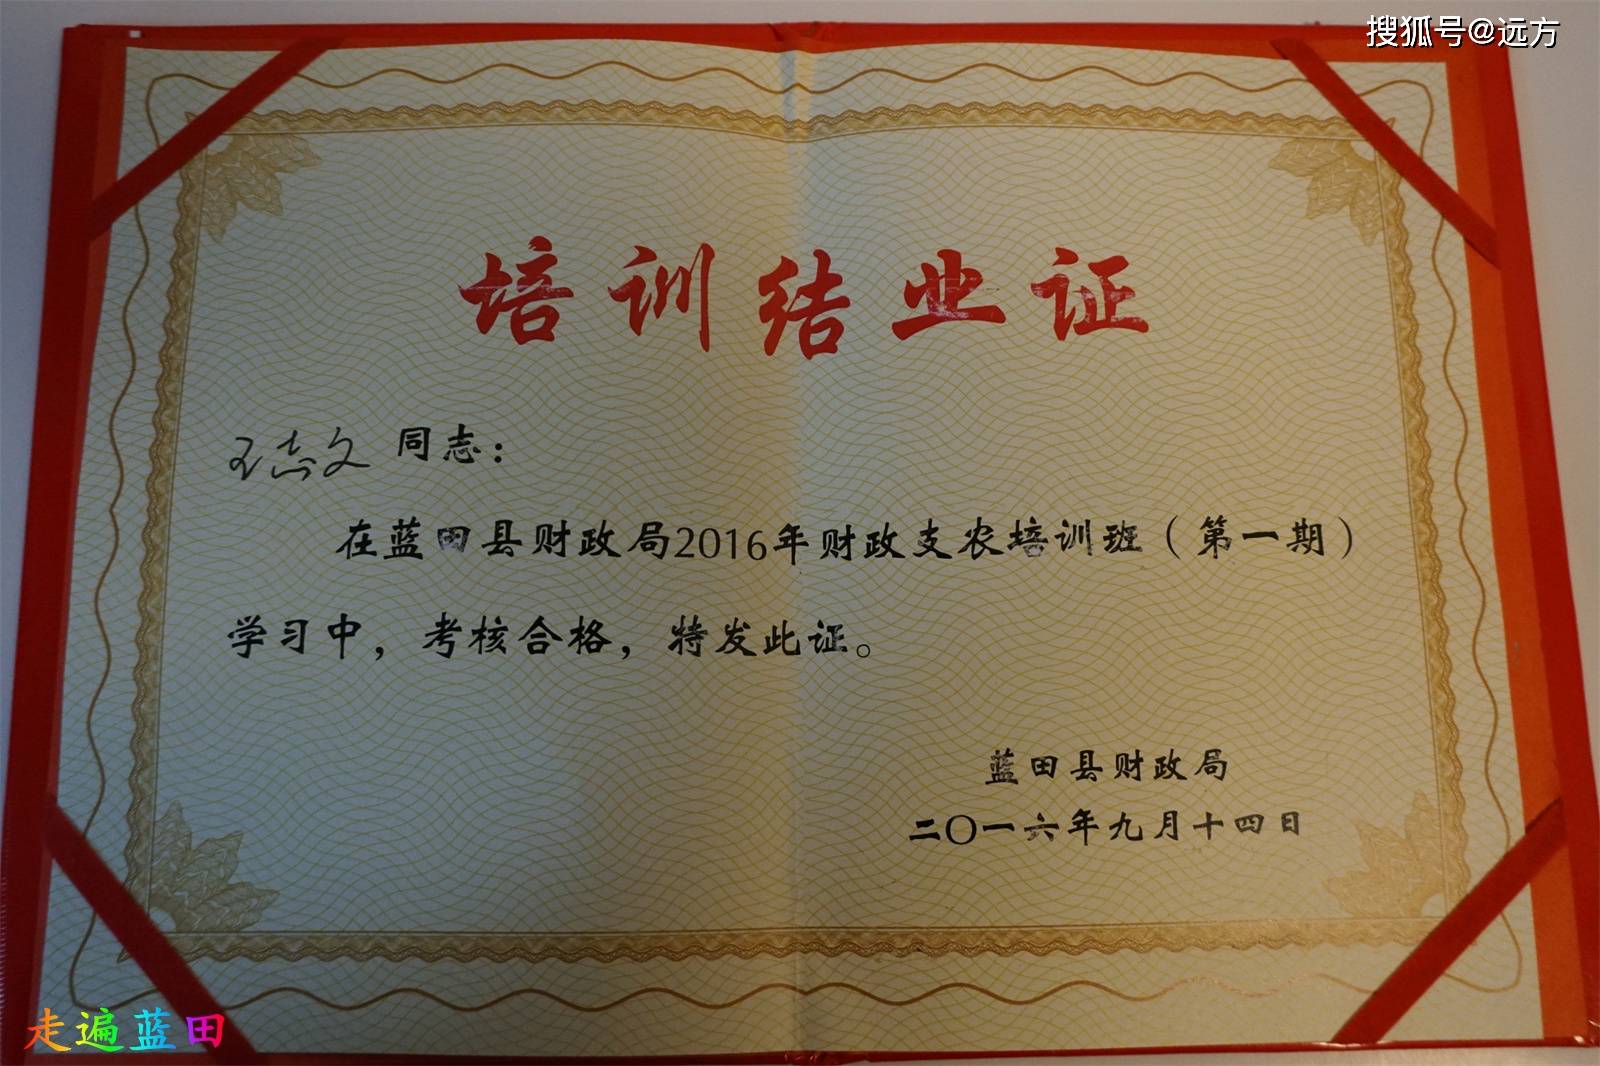 搜狐号@远方
培训结业证
王志文 同志：
在蓝田县财政局2016年财政支农培训班（第一期）
学习中，考核合格，特发此证。
蓝田县财政局
二〇一六年九月十四日
走遍蓝田